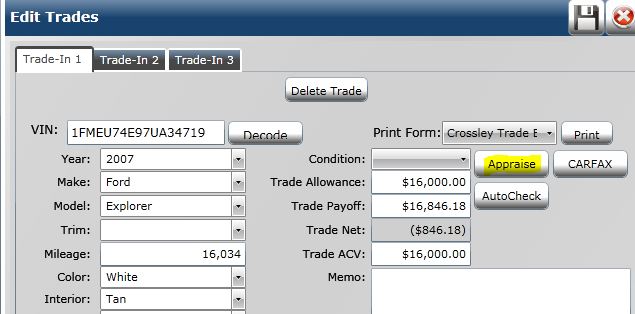 Edit Trades
Trade-In 1 Trade-In 2 Trade-In 3
Delete Trade
VIN: 1FMEU74E97UA34719 Decode Print Form: Crossley Trade E Print
Year: 2007 Condition: Appraise CARFAX
Make: Ford Trade Allowance: $16,000.00
Model: Explorer Trade Payoff: $16,846.18 AutoCheck
Trim: Trade Net: ($846.18)
Mileage: 16,034 Trade ACV: $16,000.00
Color: White Memo:
Interior: Tan